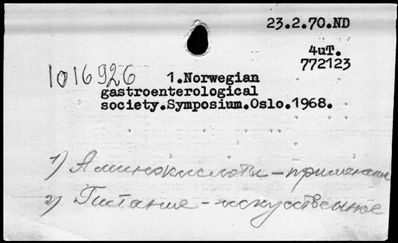 23.2.70.ND
4uT.
772123
1016926
1.Norwegian
gastroenterological
society.Symposium.Oslo.1968.
1) Аминокислоты - применение
2) Питание - искусственное